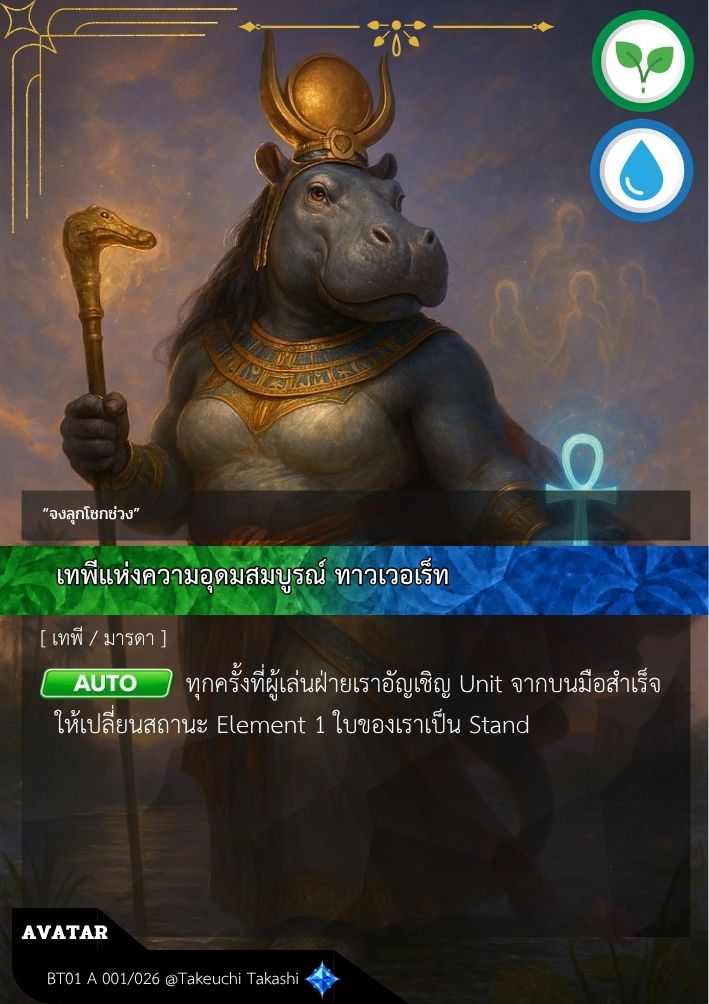 “จงลุกโชกช่วง”
เทพีแห่งความอุดมสมบูรณ์ ทาวเวอเร็ท
[ เทพี / มารดา ]
AUTO ทุกครั้งที่ผู้เล่นฝ่ายเราอัญเชิญ Unit จากบนมือสำเร็จ
ให้เปลี่ยนสถานะ Element 1 ใบของเราเป็น Stand
AVATAR
BT01 A 001/026 @Takeuchi Takashi